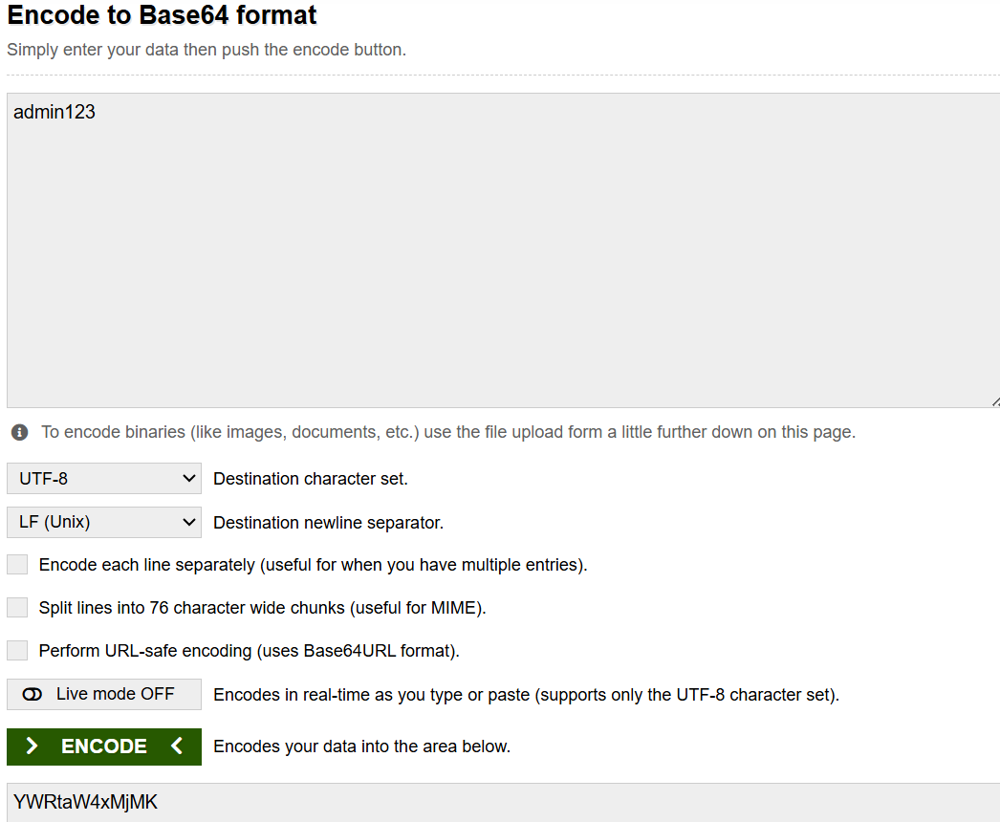 Encode to Base64 format
Simply enter your data then push the encode button.
admin123
To encode binaries (like images, documents, etc.) use the file upload form a little further down on this page.
UTF-8 Destination character set.
LF (Unix) Destination newline separator.
Encode each line separately (useful for when you have multiple entries).
Split lines into 76 character wide chunks (useful for MIME).
Perform URL-safe encoding (uses Base64URL format).
Live mode OFF Encodes in real-time as you type or paste (supports only the UTF-8 character set).
> ENCODE < Encodes your data into the area below.
YWRtaW4xMjMK